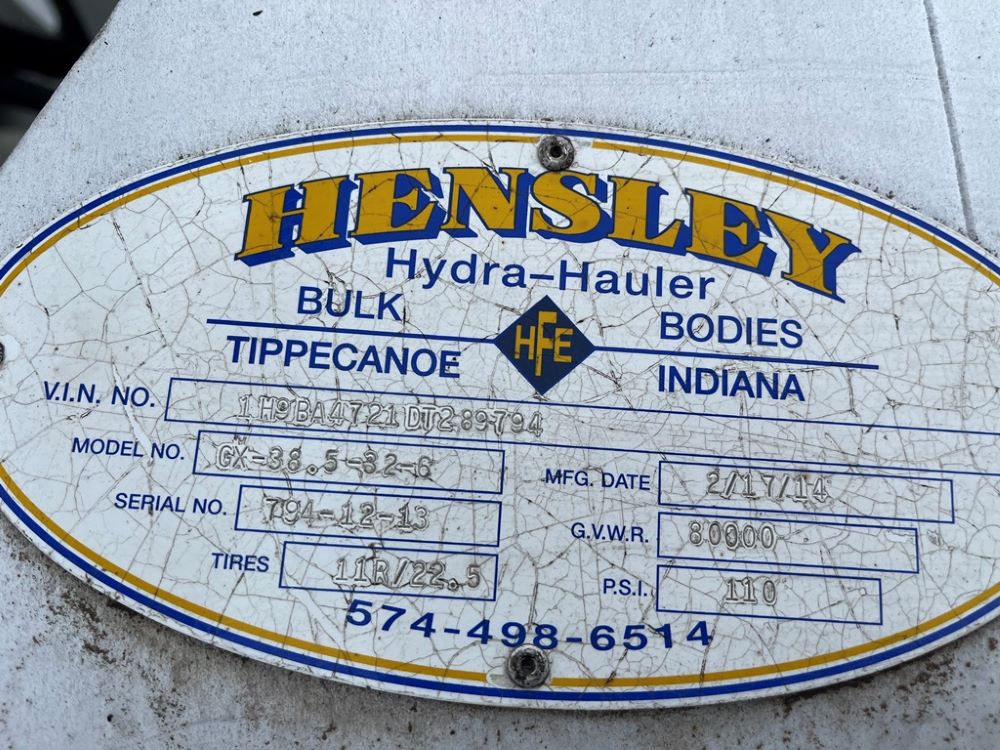 HENSLEY
Hydra-Hauler
BULK BODIES
HFE
TIPPECANOE INDIANA
V.I.N. NO. 1H9BA4721DT289794
MODEL NO. GX-38.5-32-6
MFG. DATE 2/17/14
SERIAL NO. 794-12-13
G.V.W.R. 80000
TIRES 11R/22.5
P.S.I. 110
574-498-6514